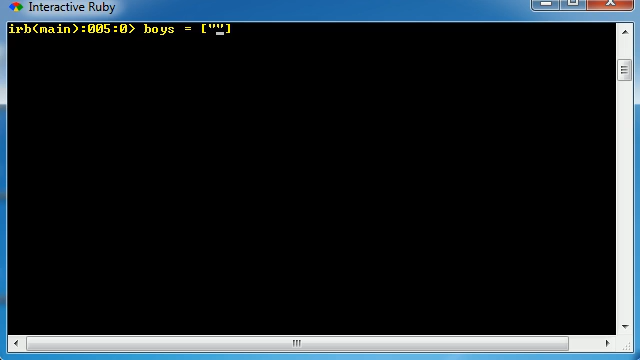 Interactive Ruby
irb(main):005:0> boys = [""]